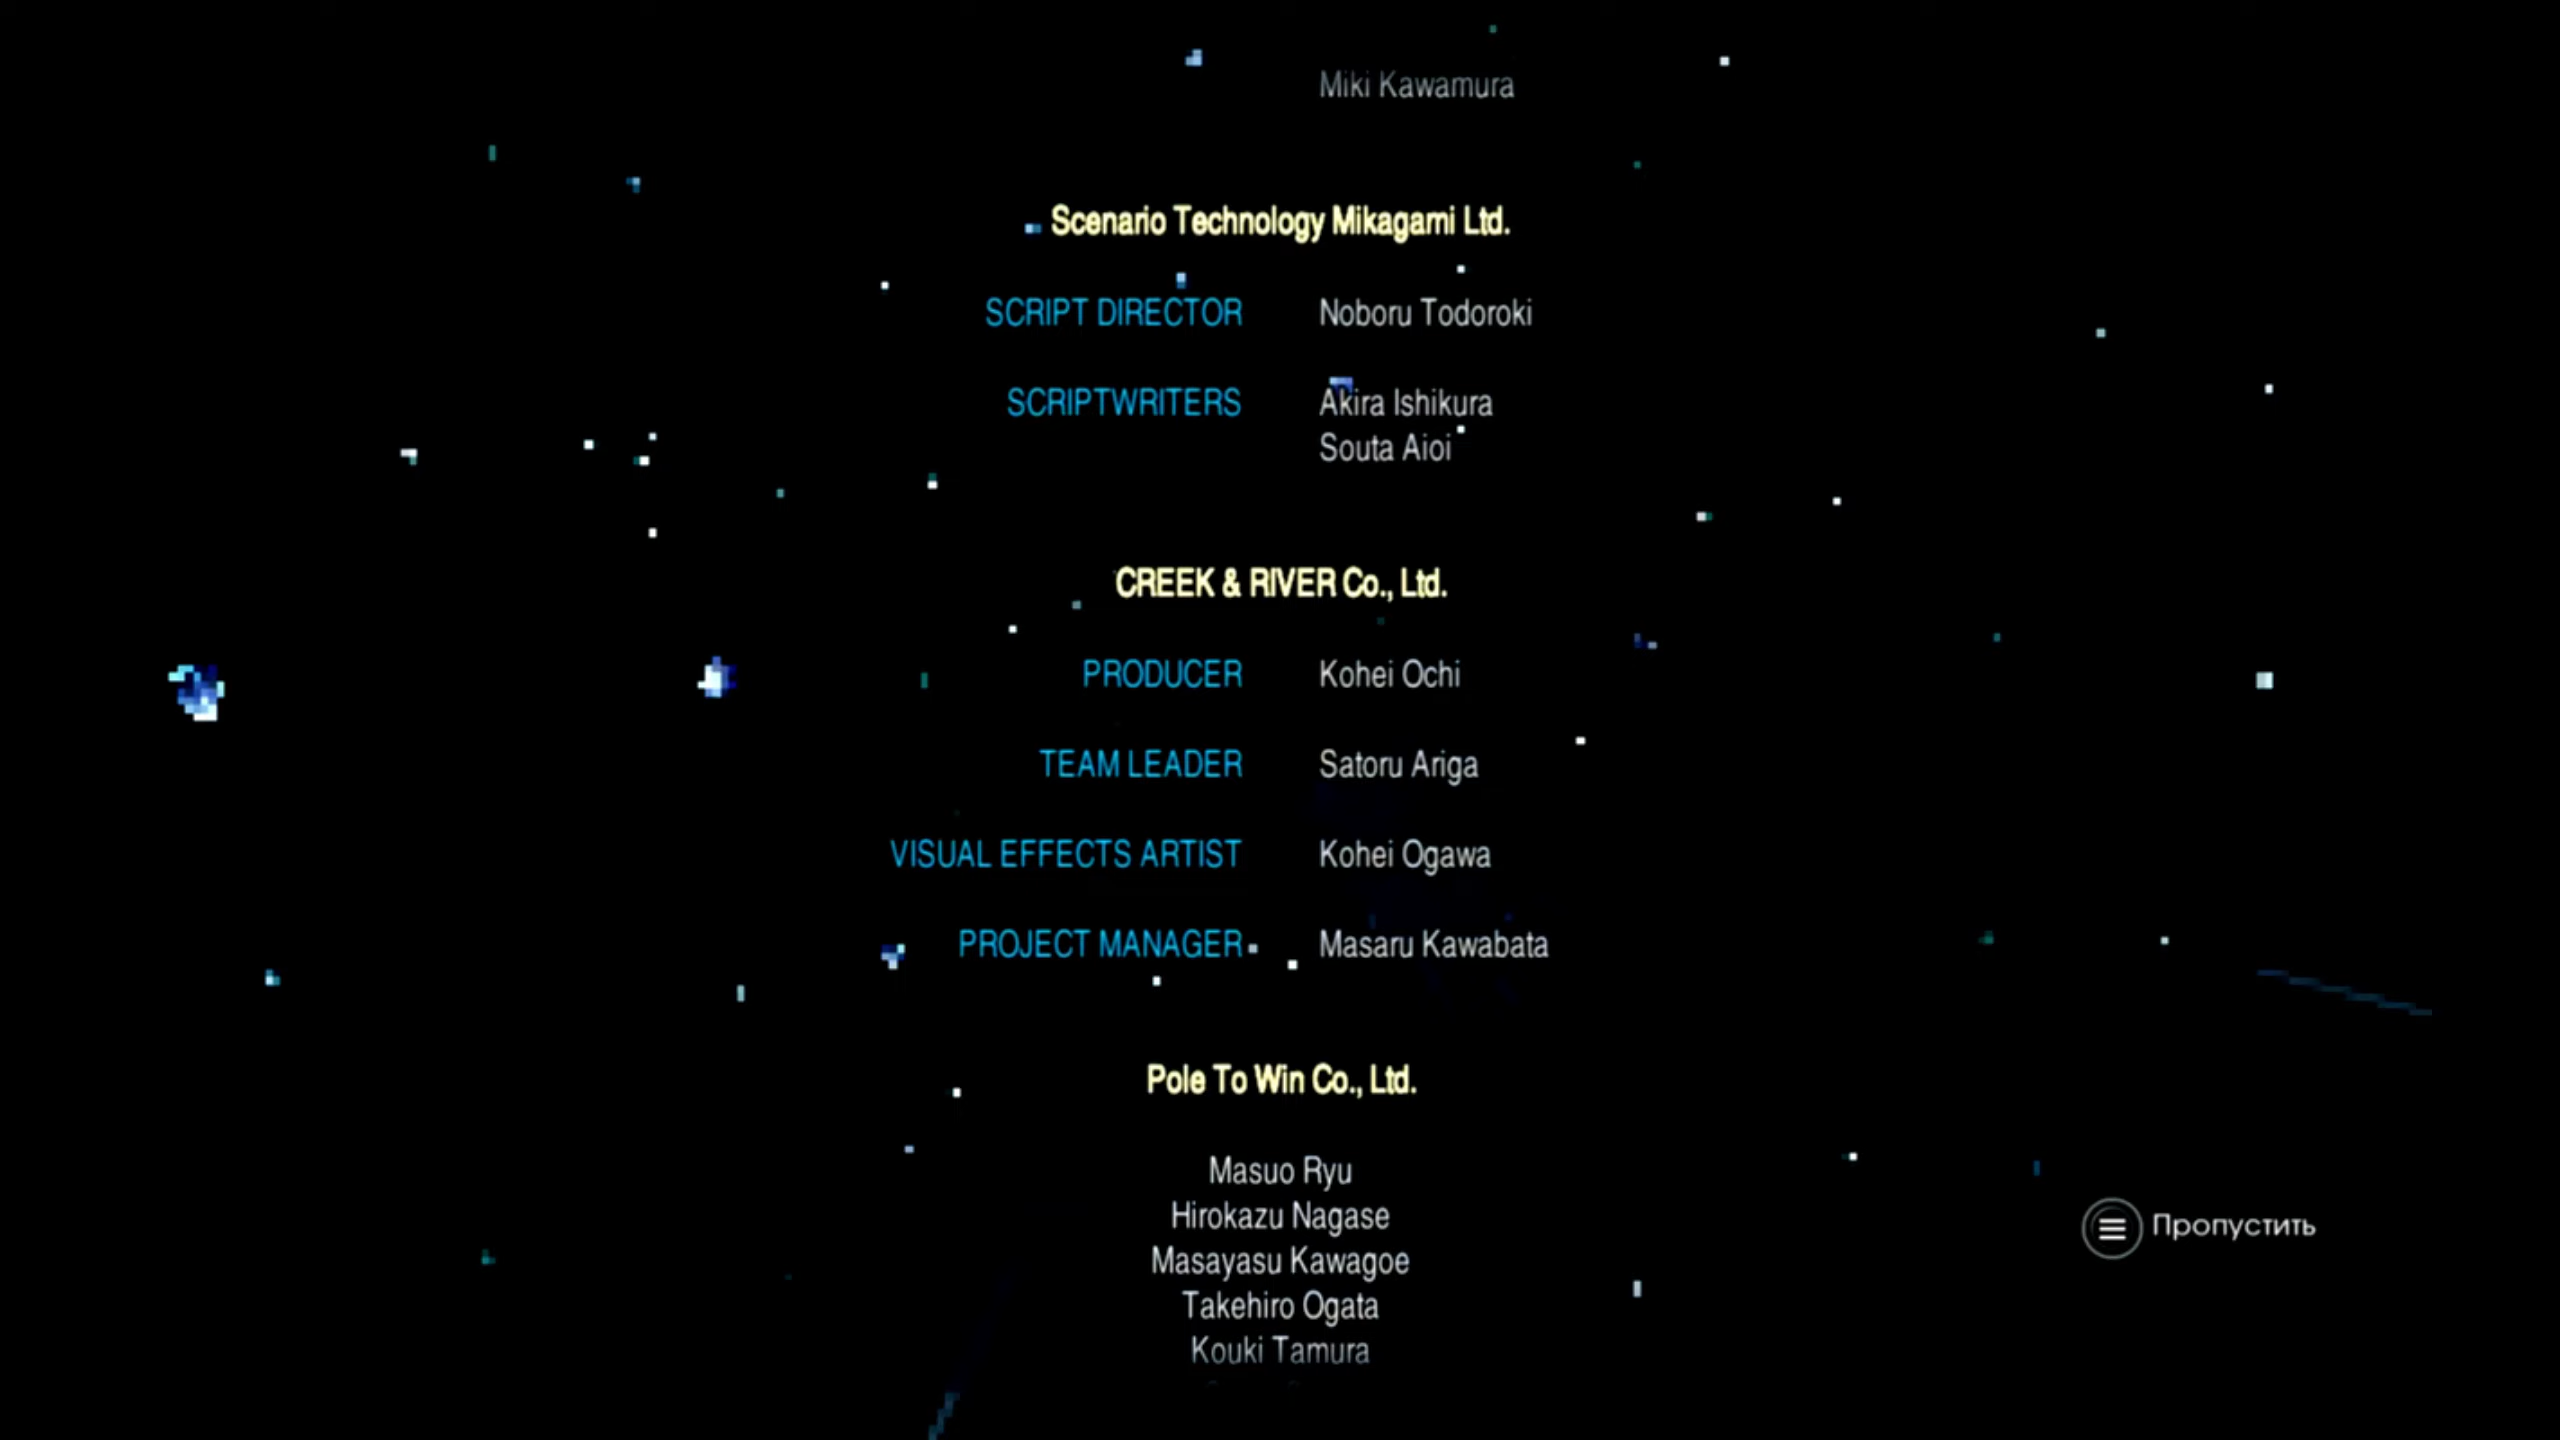 Miki Kawamura
Scenario Technology Mikagami Ltd.
SCRIPT DIRECTOR Noboru Todoroki
SCRIPTWRITERS Akira Ishikura
Souta Aioi
CREEK & RIVER Co., Ltd.
PRODUCER Kohei Ochi
TEAM LEADER Satoru Ariga
VISUAL EFFECTS ARTIST Kohei Ogawa
PROJECT MANAGER Masaru Kawabata
Pole To Win Co., Ltd.
Masuo Ryu
Hirokazu Nagase
Masayasu Kawagoe
Takehiro Ogata
Kouki Tamura
Пропустить